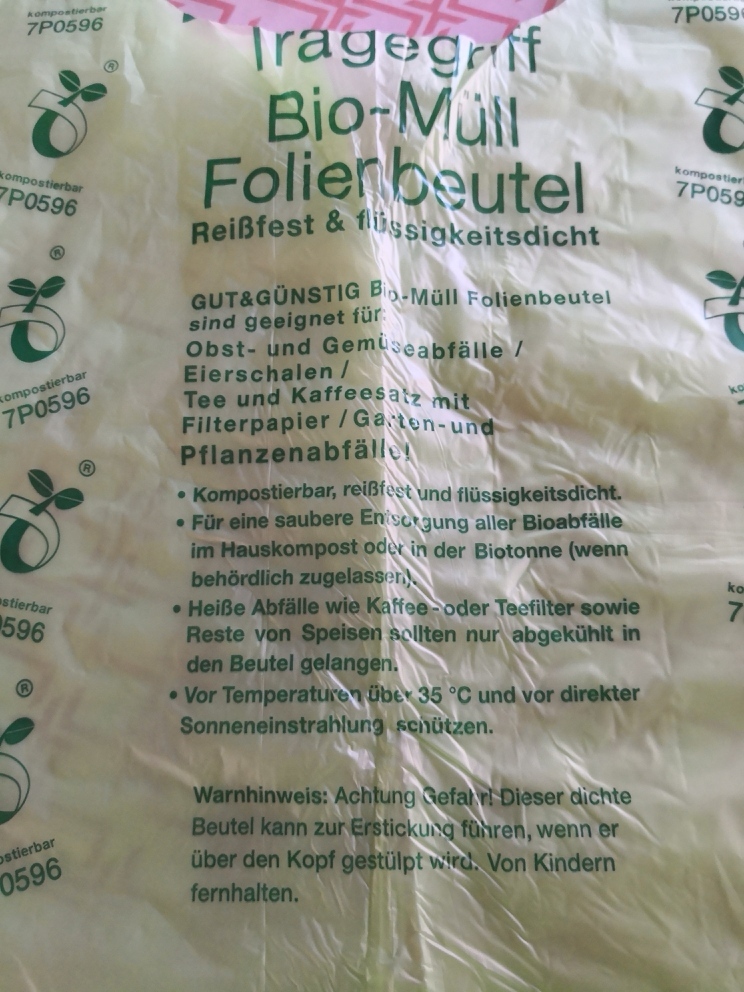 Tragegriff
Bio-Müll
Folienbeutel
Reißfest & flüssigkeitsdicht
GUT&GÜNSTIG Bio-Müll Folienbeutel
sind geeignet für:
Obst- und Gemüseabfälle /
Eierschalen /
Tee und Kaffeesatz mit
Filterpapier / Garten- und
Pflanzenabfälle!
• Kompostierbar, reißfest und flüssigkeitsdicht.
• Für eine saubere Entsorgung aller Bioabfälle
im Hauskompost oder in der Biotonne (wenn
behördlich zugelassen).
• Heiße Abfälle wie Kaffee- oder Teefilter sowie
Reste von Speisen sollten nur abgekühlt in
den Beutel gelangen.
• Vor Temperaturen über 35 °C und vor direkter
Sonneneinstrahlung schützen.
Warnhinweis: Achtung Gefahr! Dieser dichte
Beutel kann zur Erstickung führen, wenn er
über den Kopf gestülpt wird. Von Kindern
fernhalten.
kompostierbar
7P0596
®
kompostierbar
7P0596
®
kompostierbar
7P0596
®
7P0596